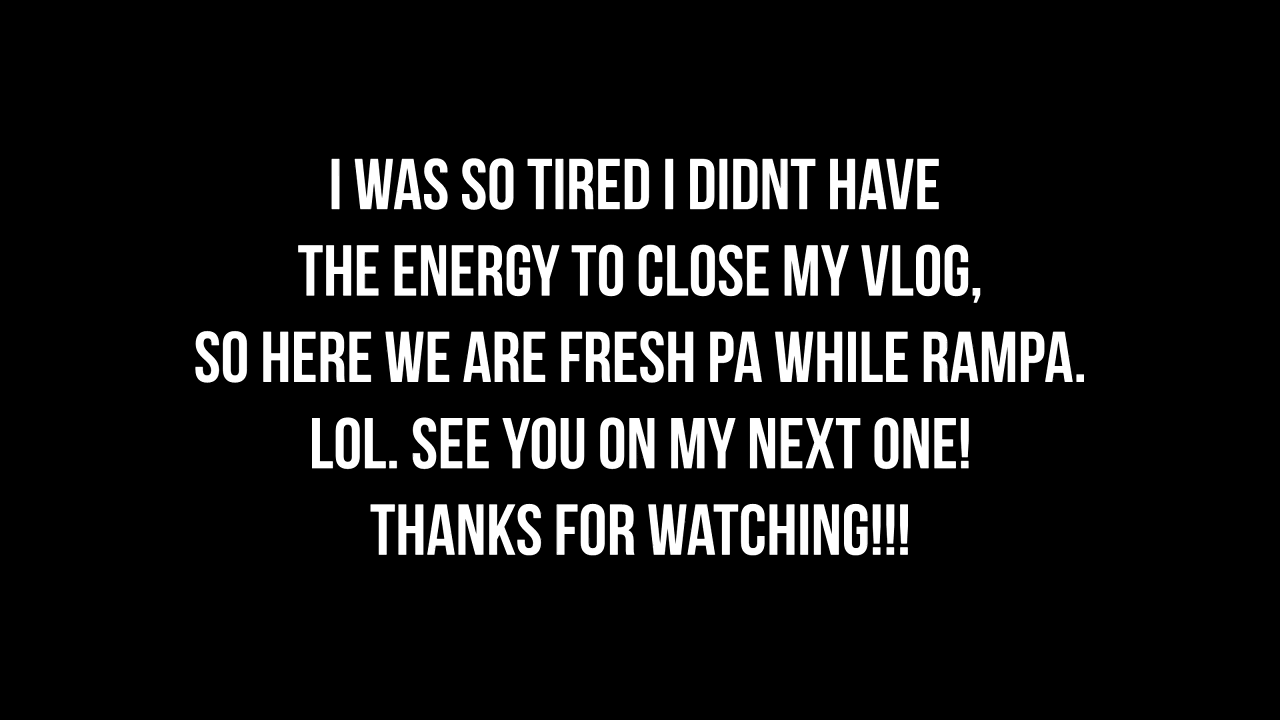 I WAS SO TIRED I DIDNT HAVE
THE ENERGY TO CLOSE MY VLOG,
SO HERE WE ARE FRESH PA WHILE RAMPA.
LOL. SEE YOU ON MY NEXT ONE!
THANKS FOR WATCHING!!!